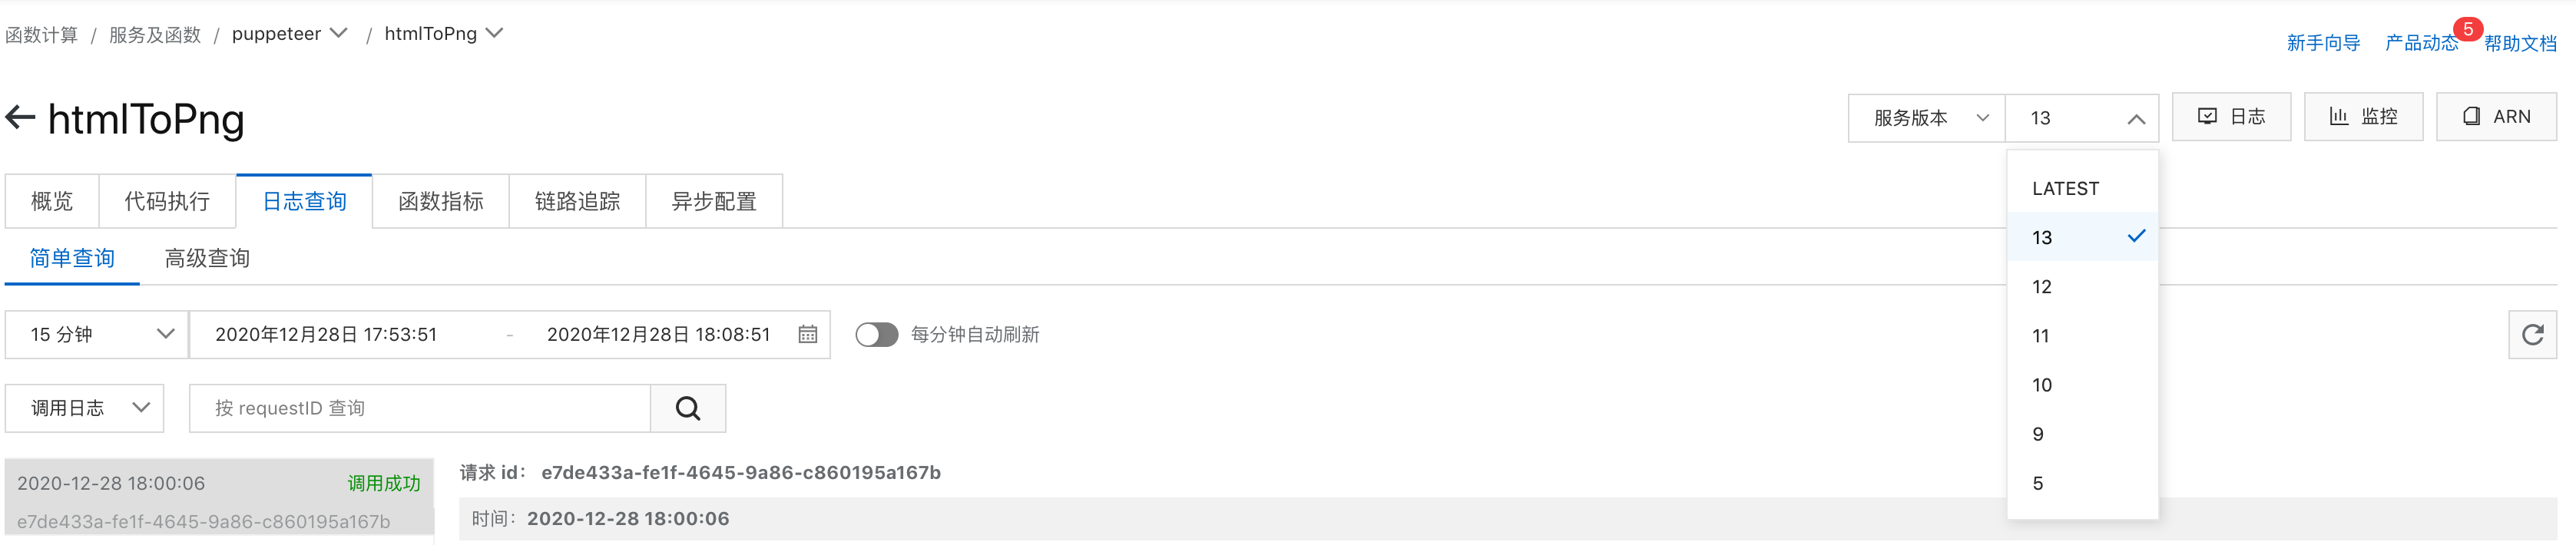 函数计算 / 服务及函数 / puppeteer / htmlToPng
新手向导 产品动态 5 帮助文档
htmlToPng
服务版本 13 日志 监控 ARN
LATEST
13
12
11
10
9
5
概览 代码执行 日志查询 函数指标 链路追踪 异步配置
简单查询 高级查询
15 分钟 2020年12月28日 17:53:51 - 2020年12月28日 18:08:51 每分钟自动刷新
调用日志 按 requestID 查询
2020-12-28 18:00:06 调用成功
e7de433a-fe1f-4645-9a86-c860195a167b
请求 id： e7de433a-fe1f-4645-9a86-c860195a167b
时间：2020-12-28 18:00:06